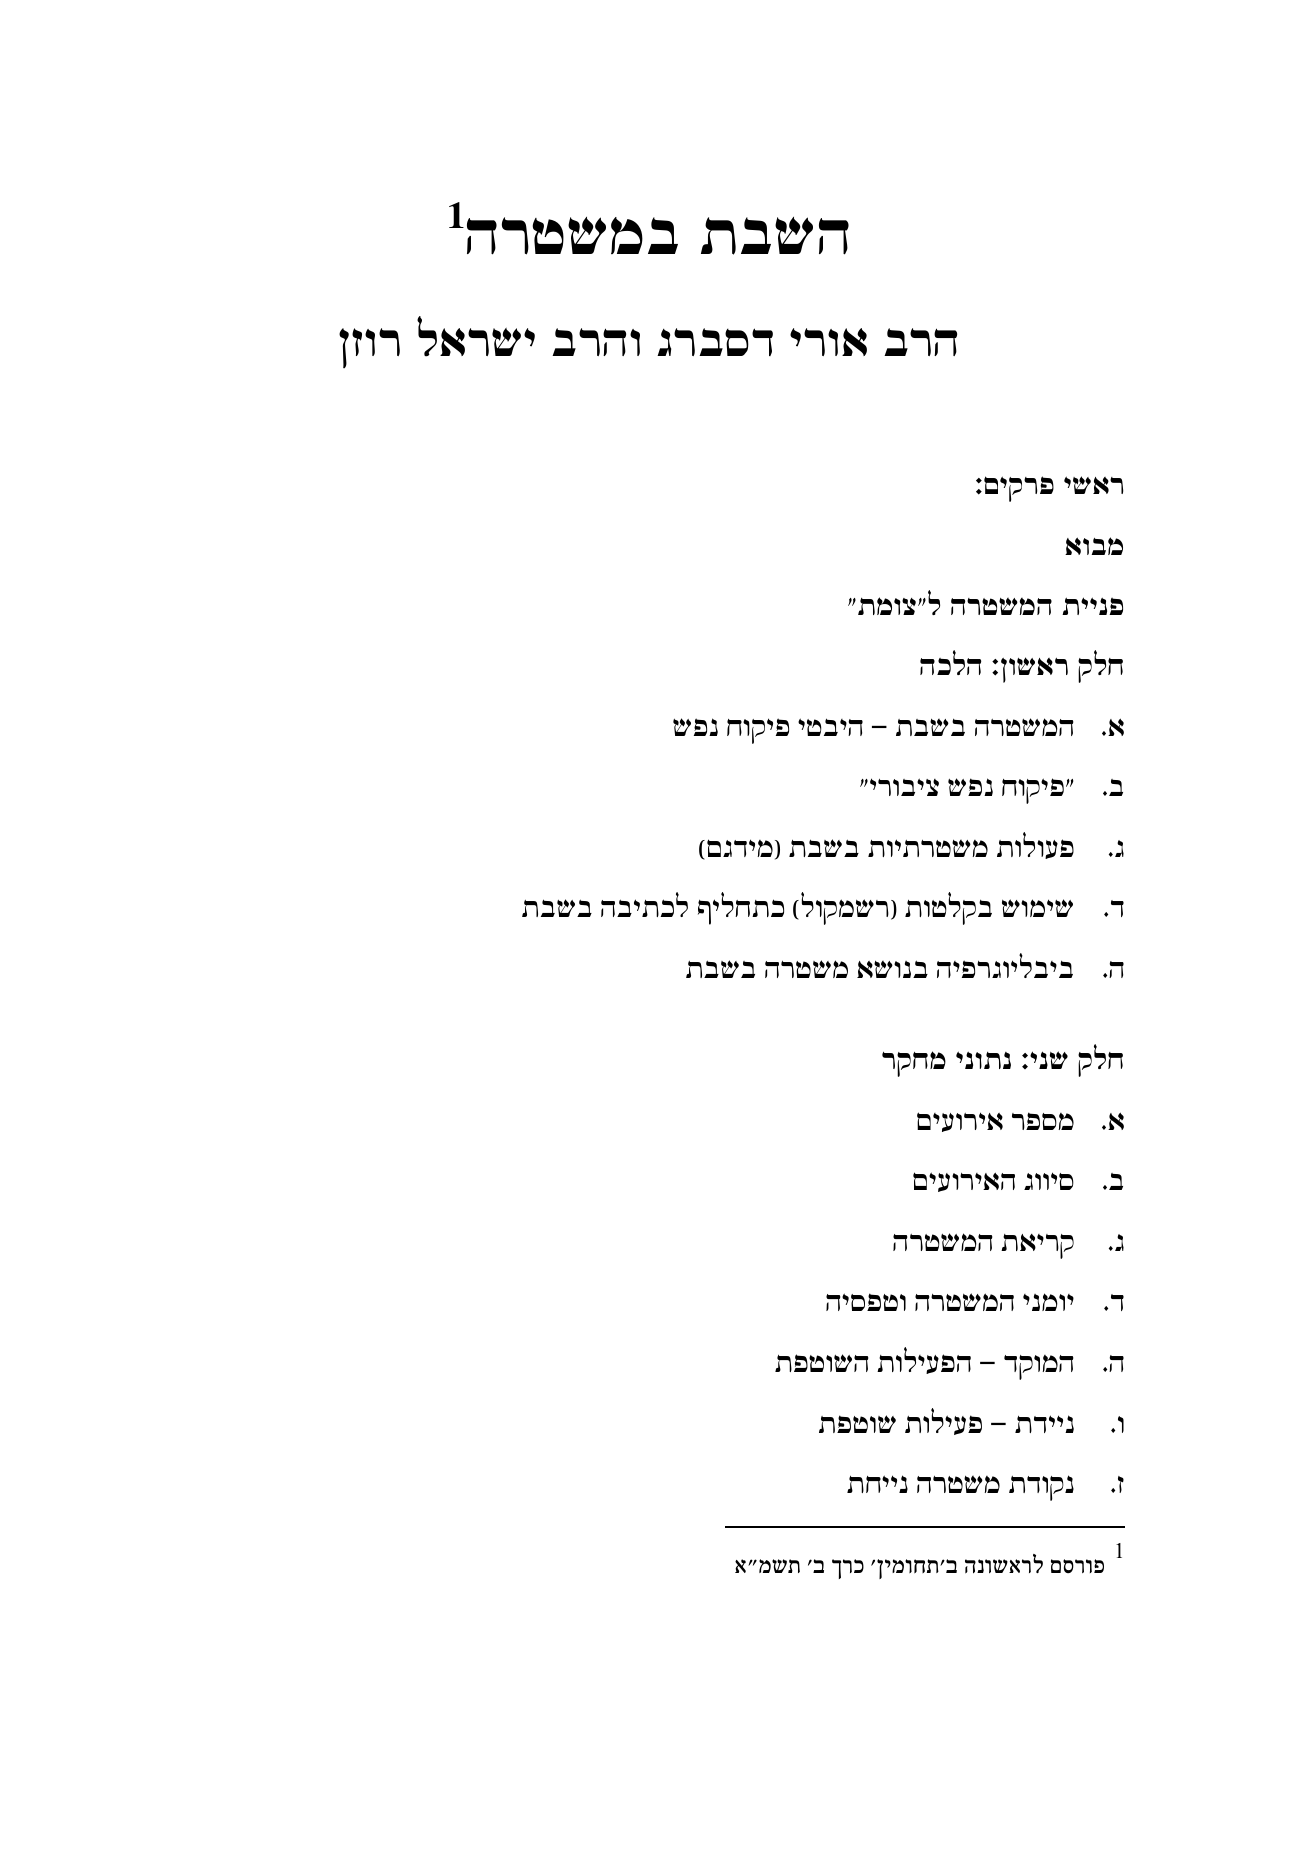 השבת במשטרה1
הרב אורי דסברג והרב ישראל רוזן
ראשי פרקים:
מבוא
פניית המשטרה ל״צומת״
חלק ראשון: הלכה
א. המשטרה בשבת – היבטי פיקוח נפש
ב. ״פיקוח נפש ציבורי״
ג. פעולות משטרתיות בשבת (מידגם)
ד. שימוש בקלטות (רשמקול) כתחליף לכתיבה בשבת
ה. ביבליוגרפיה בנושא משטרה בשבת
חלק שני: נתוני מחקר
א. מספר אירועים
ב. סיווג האירועים
ג. קריאת המשטרה
ד. יומני המשטרה וטפסיה
ה. המוקד – הפעילות השוטפת
ו. ניידת – פעילות שוטפת
ז. נקודת משטרה נייחת
1 פורסם לראשונה ב׳תחומין׳ כרך ב׳ תשמ״א